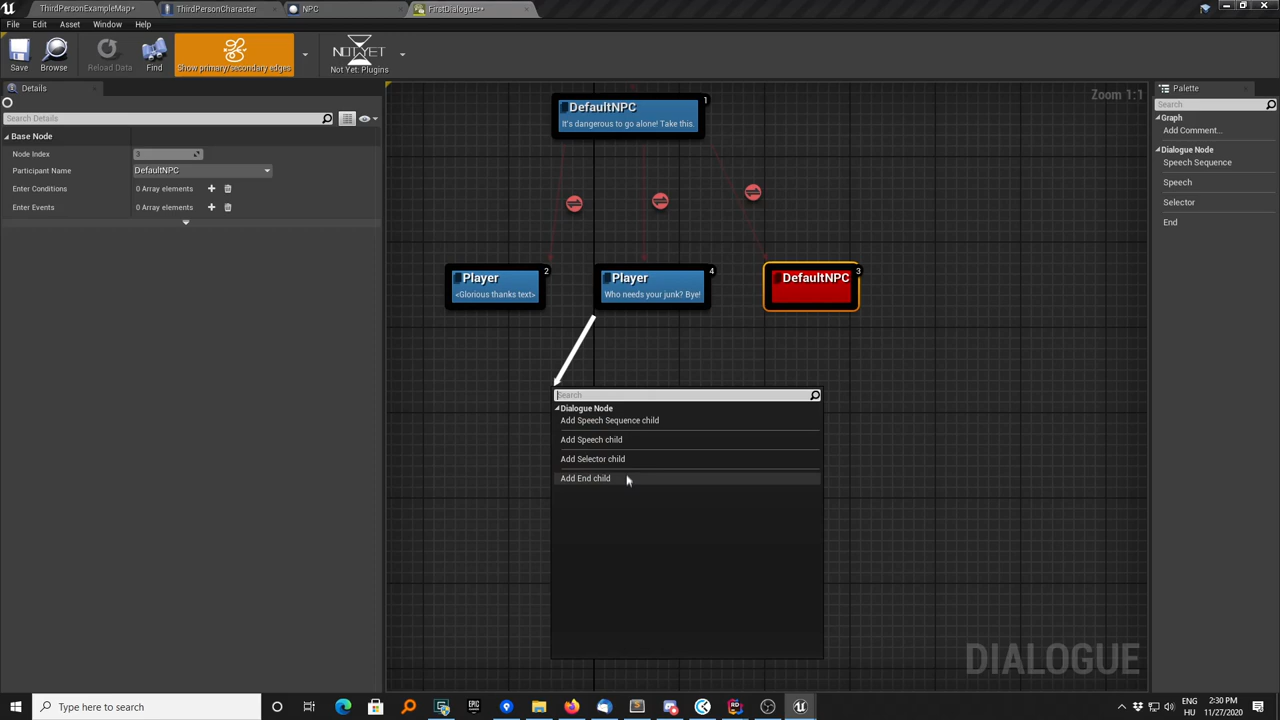 ThirdPersonExampleMap*
ThirdPersonCharacter
NPC
FirstDialogue**
File
Edit
Asset
Window
Help
Save
Browse
Reload Data
Find
Show primary/secondary edges
NOT YET
Not Yet: Plugins
Details
Search Details
Base Node
Node Index
3
Participant Name
DefaultNPC
Enter Conditions
0 Array elements
Enter Events
0 Array elements
Zoom 1:1
DefaultNPC
1
It's dangerous to go alone! Take this.
Player
2
<Glorious thanks text>
Player
4
Who needs your junk? Bye!
DefaultNPC
3
Search
Dialogue Node
Add Speech Sequence child
Add Speech child
Add Selector child
Add End child
DIALOGUE
Palette
Search
Graph
Add Comment...
Dialogue Node
Speech Sequence
Speech
Selector
End
Type here to search
EPIC
ENG
HU
2:30 PM
11/27/2020